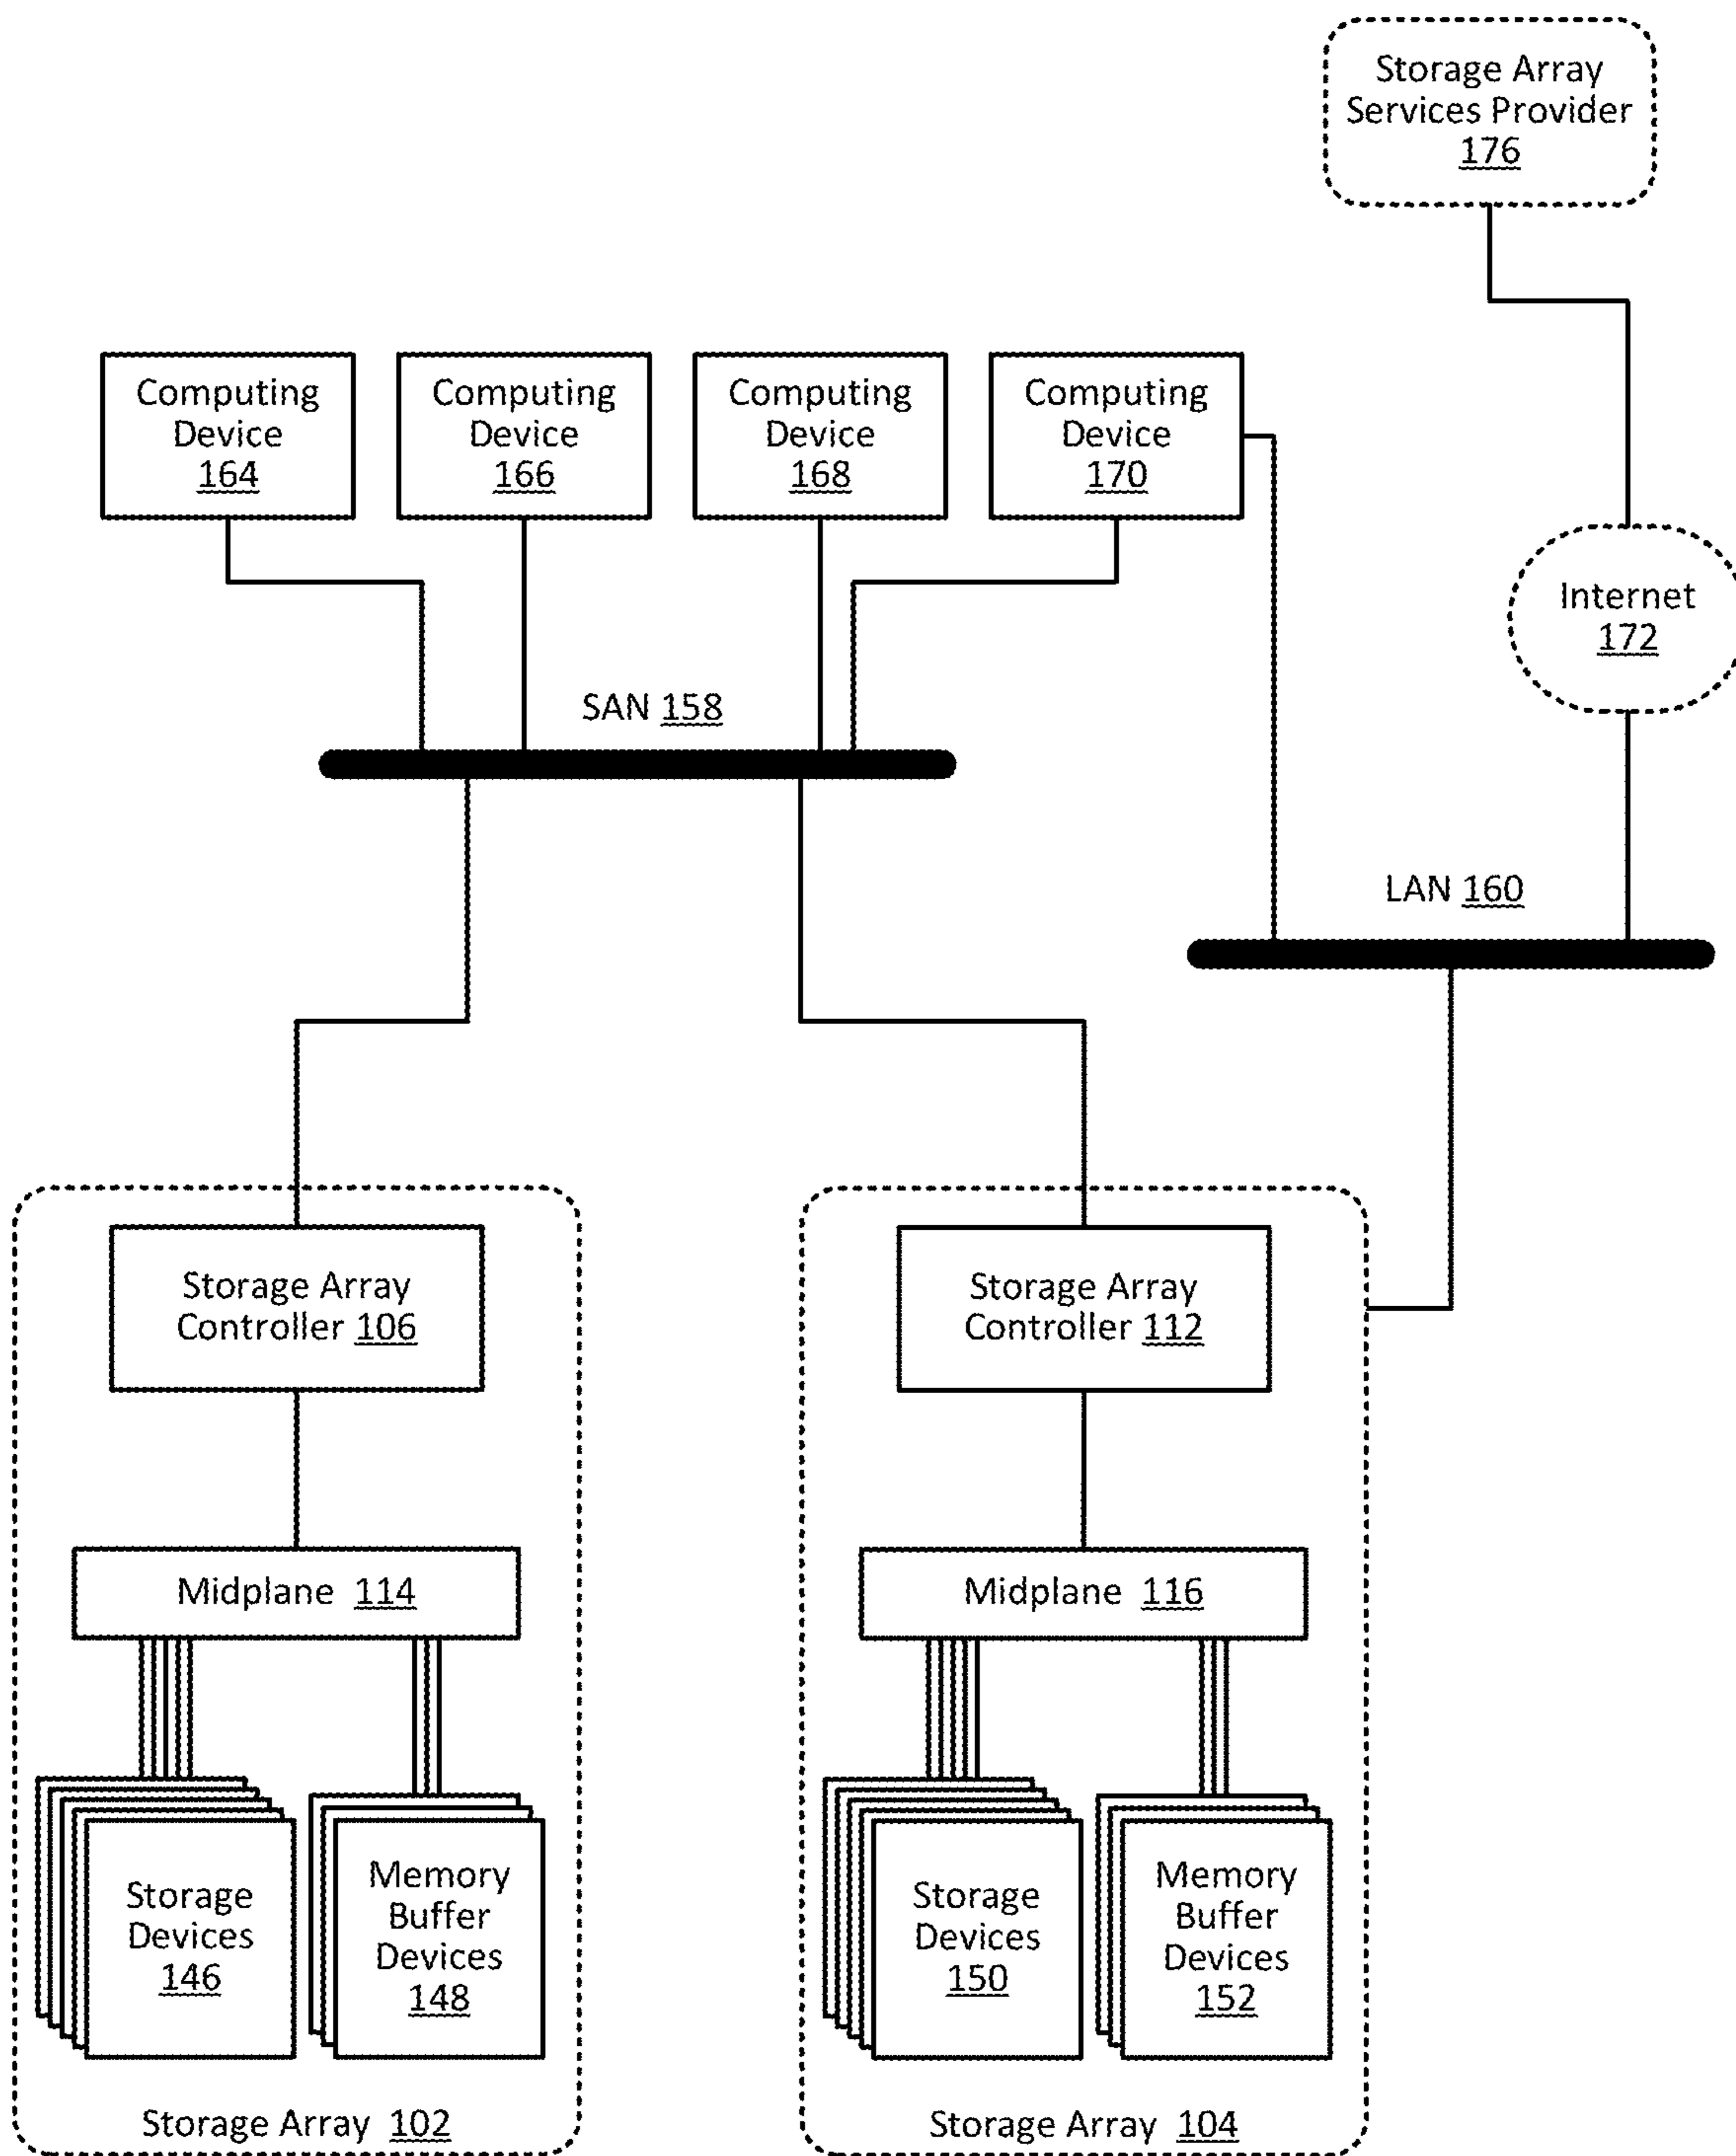 Storage Array
Services Provider
176
Computing
Device
164
Computing
Device
166
Computing
Device
168
Computing
Device
170
Internet
172
SAN 158
LAN 160
Storage Array
Controller 106
Storage Array
Controller 112
Midplane 114
Midplane 116
Storage
Devices
146
Memory
Buffer
Devices
148
Storage
Devices
150
Memory
Buffer
Devices
152
Storage Array 102
Storage Array 104